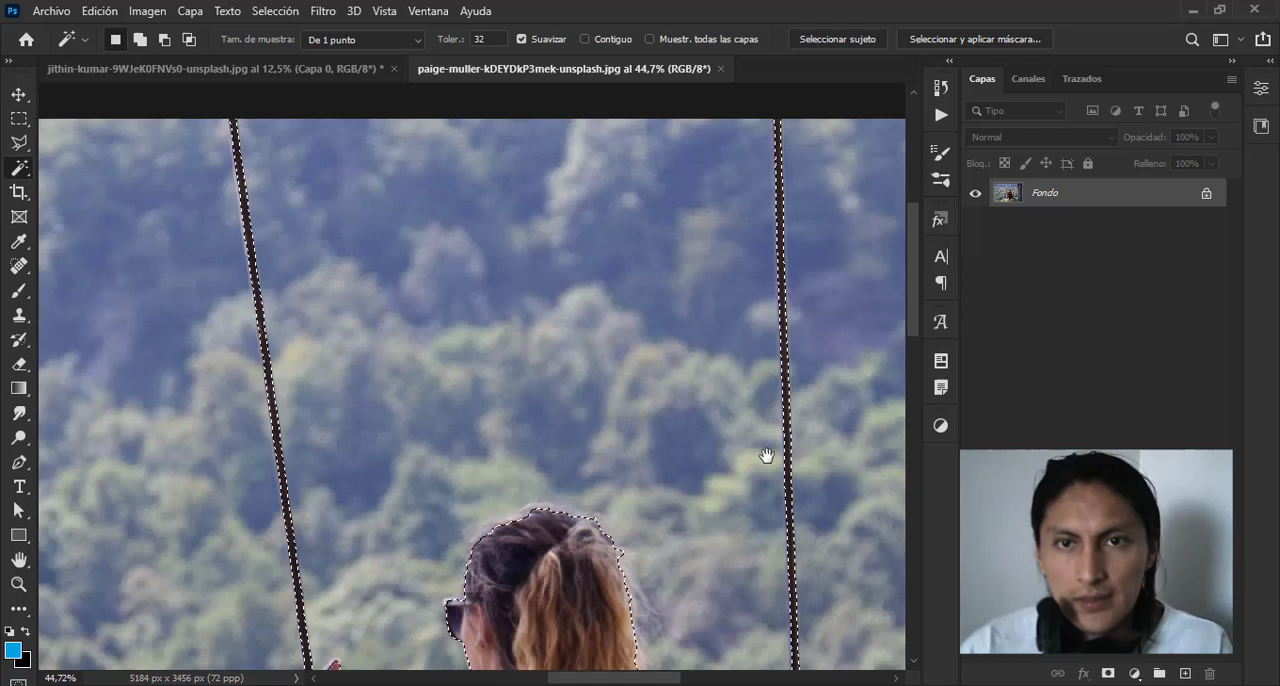 Ps Archivo Edición Imagen Capa Texto Selección Filtro 3D Vista Ventana Ayuda
Tam. de muestra: De 1 punto Toler.: 32 Suavizar Contiguo Muestr. todas las capas Seleccionar sujeto Seleccionar y aplicar máscara...
jithin-kumar-9WJeK0FNVs0-unsplash.jpg al 12,5% (Capa 0, RGB/8*) * paige-muller-kDEYDkP3mek-unsplash.jpg al 44,7% (RGB/8*)
Capas Canales Trazados
Tipo
Normal Opacidad: 100%
Bloq.: Relleno: 100%
Fondo
44,72% 5184 px x 3456 px (72 ppp)